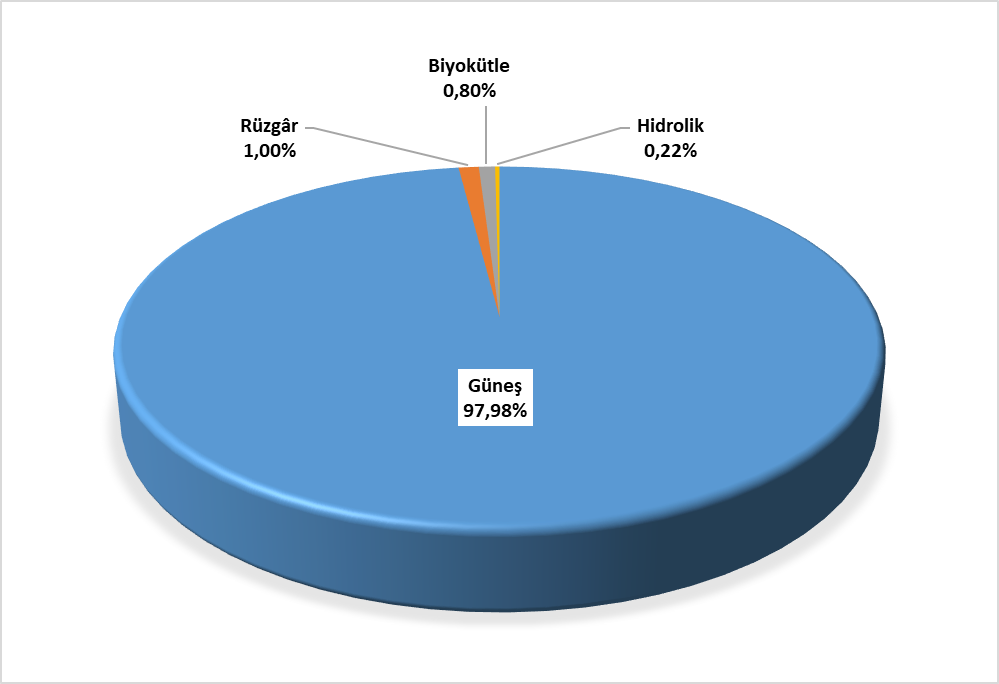 Biyokütle
0,80%
Rüzgâr
1,00%
Hidrolik
0,22%
Güneş
97,98%